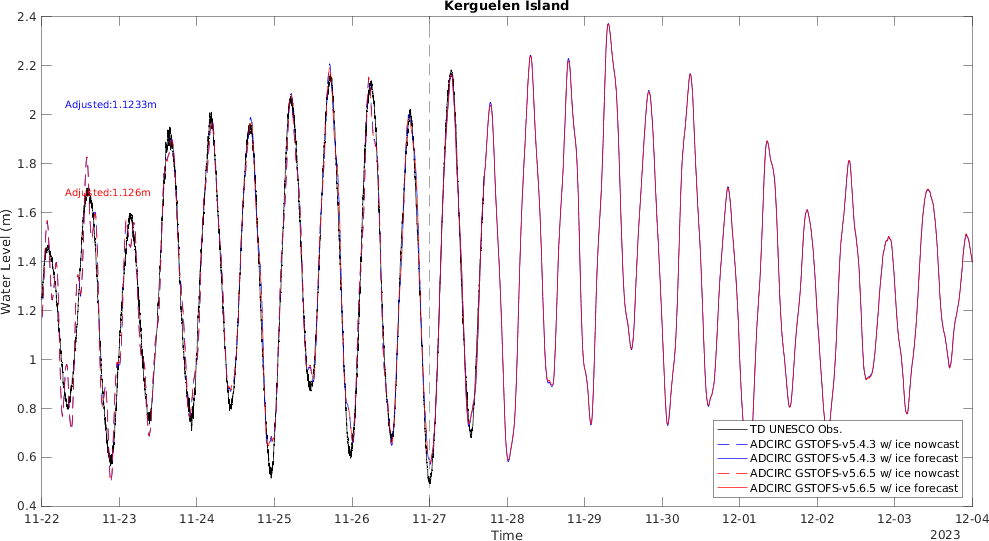 Kerguelen Island
2.4
2.2
2
1.8
1.6
1.4
1.2
1
0.8
0.6
0.4
Water Level (m)
Adjusted:1.1233m
Adjusted:1.126m
TD UNESCO Obs.
ADCIRC GSTOFS-v5.4.3 w/ ice nowcast
ADCIRC GSTOFS-v5.4.3 w/ ice forecast
ADCIRC GSTOFS-v5.6.5 w/ ice nowcast
ADCIRC GSTOFS-v5.6.5 w/ ice forecast
11-22 11-23 11-24 11-25 11-26 11-27 11-28 11-29 11-30 12-01 12-02 12-03 12-04
Time
2023